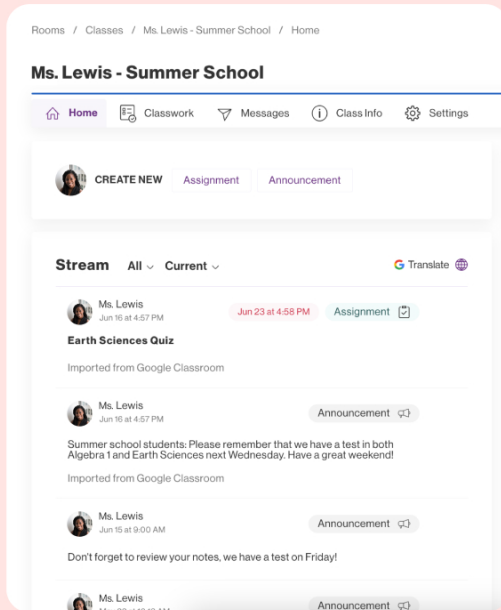 Rooms / Classes / Ms. Lewis - Summer School / Home
Ms. Lewis - Summer School
Home Classwork Messages Class Info Settings
CREATE NEW Assignment Announcement
Stream All Current Translate
Ms. Lewis
Jun 16 at 4:57 PM
Jun 23 at 4:58 PM Assignment
Earth Sciences Quiz
Imported from Google Classroom
Ms. Lewis
Jun 16 at 4:57 PM
Announcement
Summer school students: Please remember that we have a test in both
Algebra 1 and Earth Sciences next Wednesday. Have a great weekend!
Imported from Google Classroom
Ms. Lewis
Jun 15 at 9:00 AM
Announcement
Don't forget to review your notes, we have a test on Friday!
Ms. Lewis
Announcement